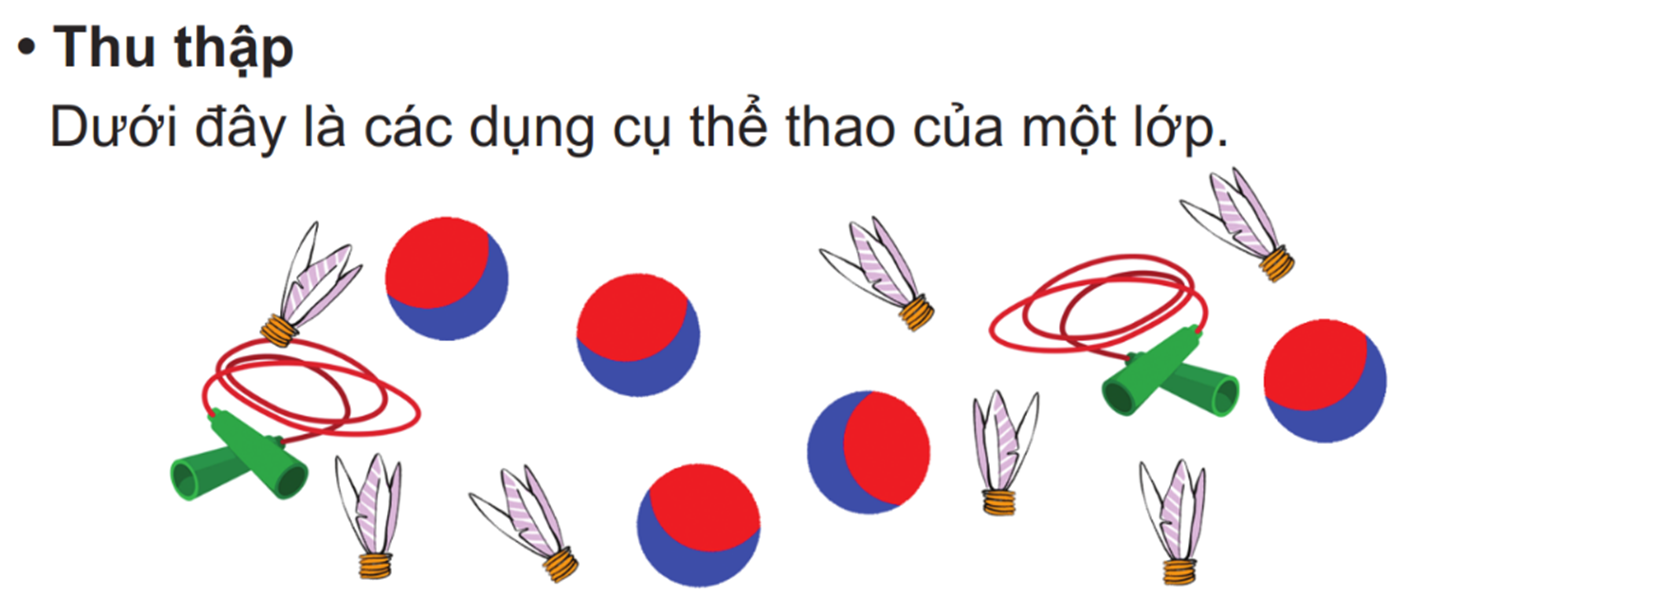 • Thu thập
Dưới đây là các dụng cụ thể thao của một lớp.